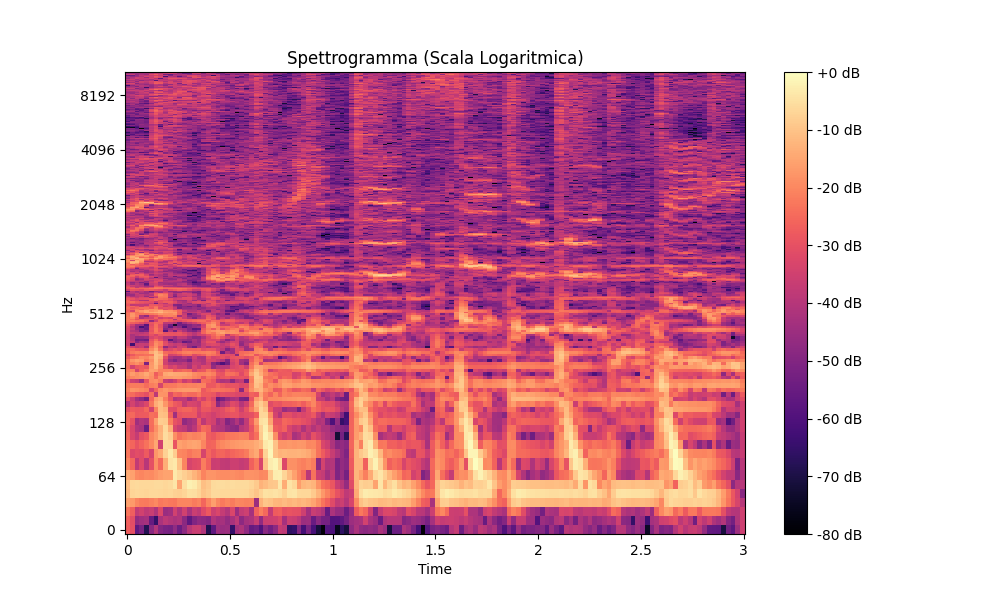 Spettrogramma (Scala Logaritmica)
Hz
8192
4096
2048
1024
512
256
128
64
0
0
0.5
1
1.5
2
2.5
3
Time
+0 dB
-10 dB
-20 dB
-30 dB
-40 dB
-50 dB
-60 dB
-70 dB
-80 dB